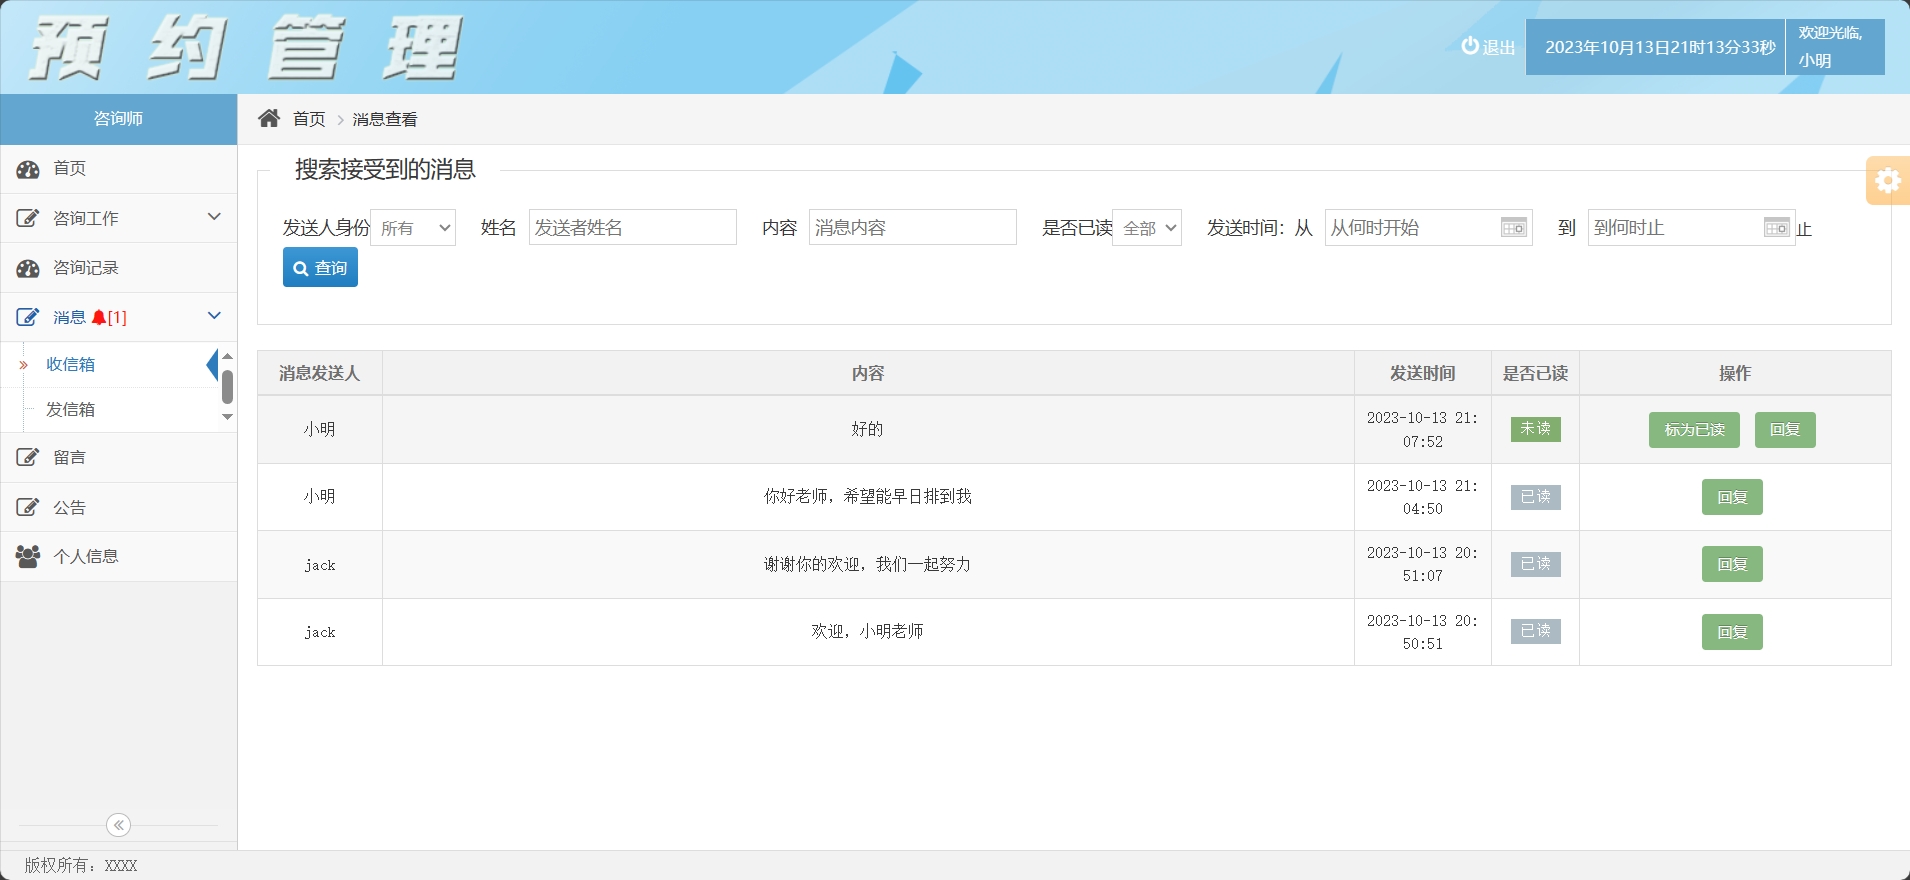 预约管理
退出 2023年10月13日21时13分33秒 欢迎光临,
小明
咨询师
首页
咨询工作
咨询记录
消息 [1]
收信箱
发信箱
留言
公告
个人信息
首页 消息查看
搜索接受到的消息
发送人身份 所有 姓名 发送者姓名 内容 消息内容 是否已读 全部 发送时间：从 从何时开始 到 到何时止 止
查询
消息发送人 内容 发送时间 是否已读 操作
小明 好的 2023-10-13 21:
07:52 未读 标为已读 回复
小明 你好老师，希望能早日排到我 2023-10-13 21:
04:50 已读 回复
jack 谢谢你的欢迎，我们一起努力 2023-10-13 20:
51:07 已读 回复
jack 欢迎，小明老师 2023-10-13 20:
50:51 已读 回复
版权所有：XXXX